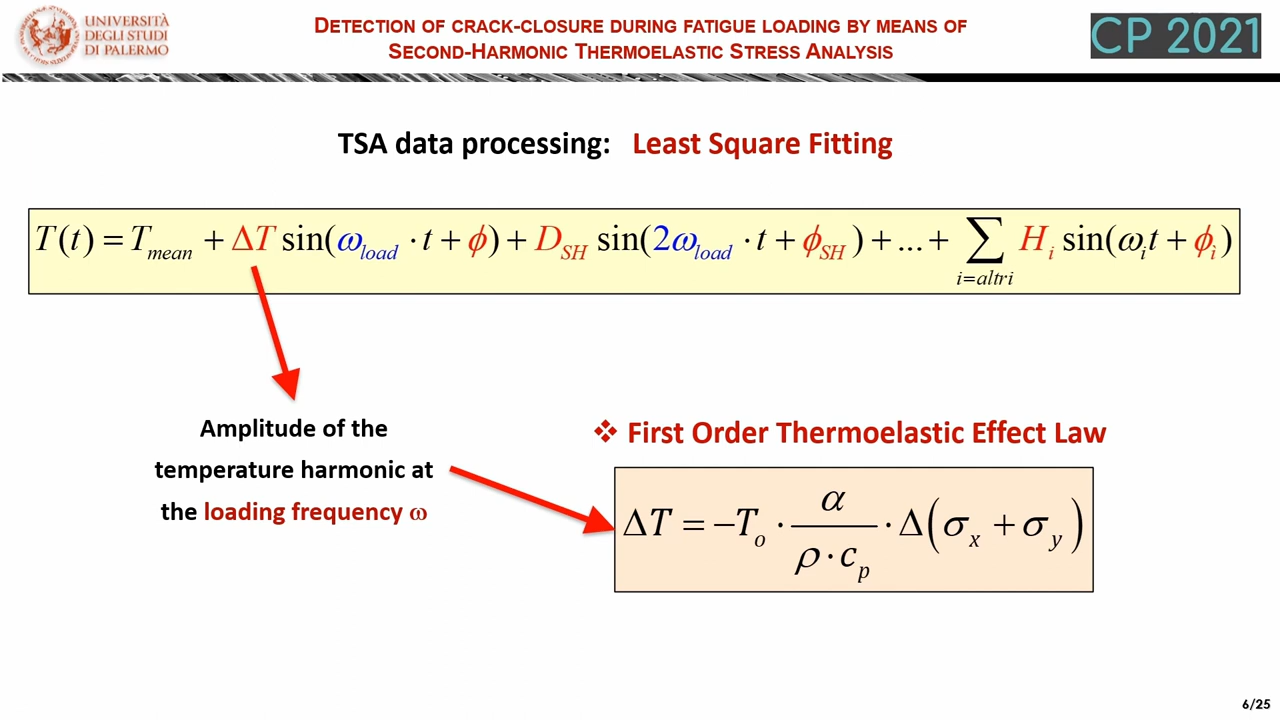 UNIVERSITÀ
DEGLI STUDI
DI PALERMO
DETECTION OF CRACK-CLOSURE DURING FATIGUE LOADING BY MEANS OF
SECOND-HARMONIC THERMOELASTIC STRESS ANALYSIS
CP 2021
TSA data processing: Least Square Fitting
T(t) = T_mean + ΔT sin(ω_load · t + ϕ) + D_SH sin(2ω_load · t + ϕ_SH) + ... + ∑_{i=altri} H_i sin(ω_i t + ϕ_i)
Amplitude of the
temperature harmonic at
the loading frequency ω
❖ First Order Thermoelastic Effect Law
ΔT = −T_o · α / (ρ · c_p) · Δ(σ_x + σ_y)
6/25